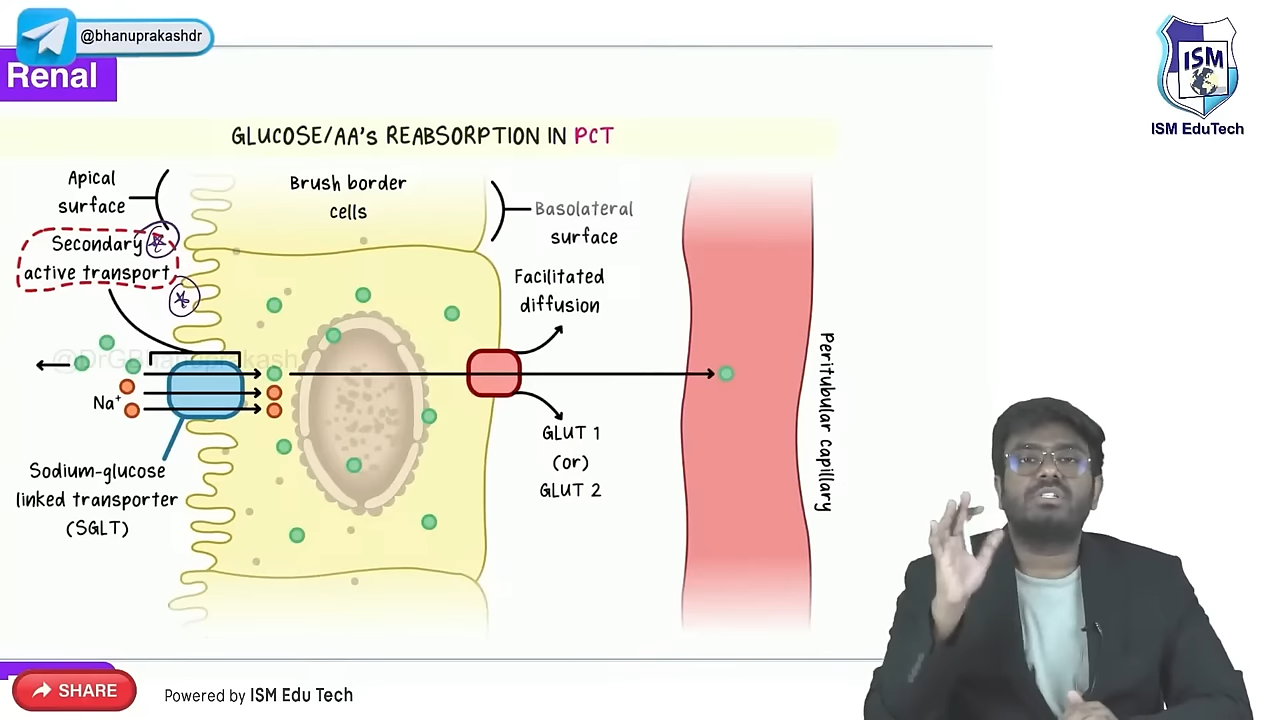 @bhanuprakashdr
Renal
ISM
ISM EduTech
GLUCOSE/AA's REABSORPTION IN PCT
Apical
surface
Brush border
cells
Basolateral
surface
Secondary
active transport
Facilitated
diffusion
@DrGBhanuprakash
Na⁺
GLUT 1
(or)
GLUT 2
Peritubular capillary
Sodium-glucose
linked transporter
(SGLT)
SHARE
Powered by ISM Edu Tech